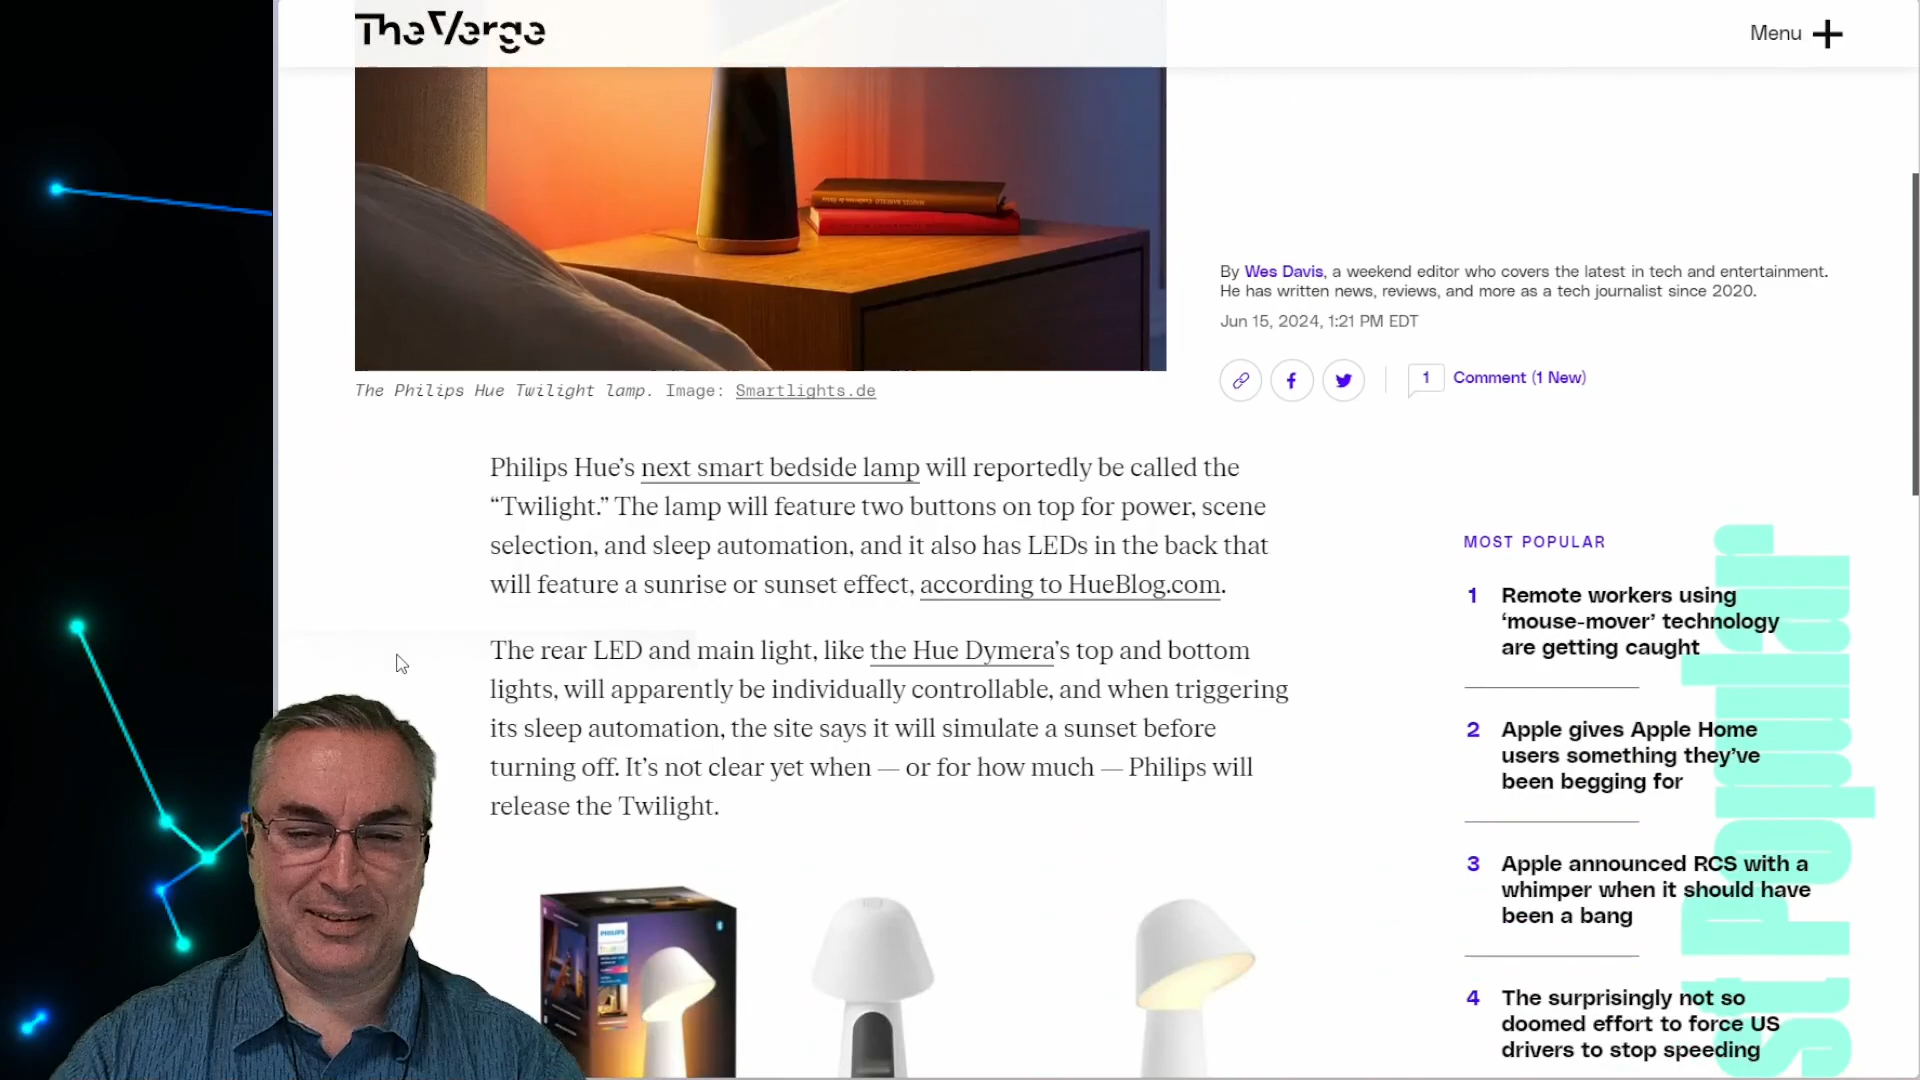 The Verge
Menu
By Wes Davis, a weekend editor who covers the latest in tech and entertainment.
He has written news, reviews, and more as a tech journalist since 2020.
Jun 15, 2024, 1:21 PM EDT
1 Comment (1 New)
The Philips Hue Twilight lamp. Image: Smartlights.de
Philips Hue’s next smart bedside lamp will reportedly be called the
“Twilight.” The lamp will feature two buttons on top for power, scene
selection, and sleep automation, and it also has LEDs in the back that
will feature a sunrise or sunset effect, according to HueBlog.com.
The rear LED and main light, like the Hue Dymera’s top and bottom
lights, will apparently be individually controllable, and when triggering
its sleep automation, the site says it will simulate a sunset before
turning off. It’s not clear yet when — or for how much — Philips will
release the Twilight.
PHILIPS
MOST POPULAR
1 Remote workers using
‘mouse-mover’ technology
are getting caught
2 Apple gives Apple Home
users something they’ve
been begging for
3 Apple announced RCS with a
whimper when it should have
been a bang
4 The surprisingly not so
doomed effort to force US
drivers to stop speeding
st Popular